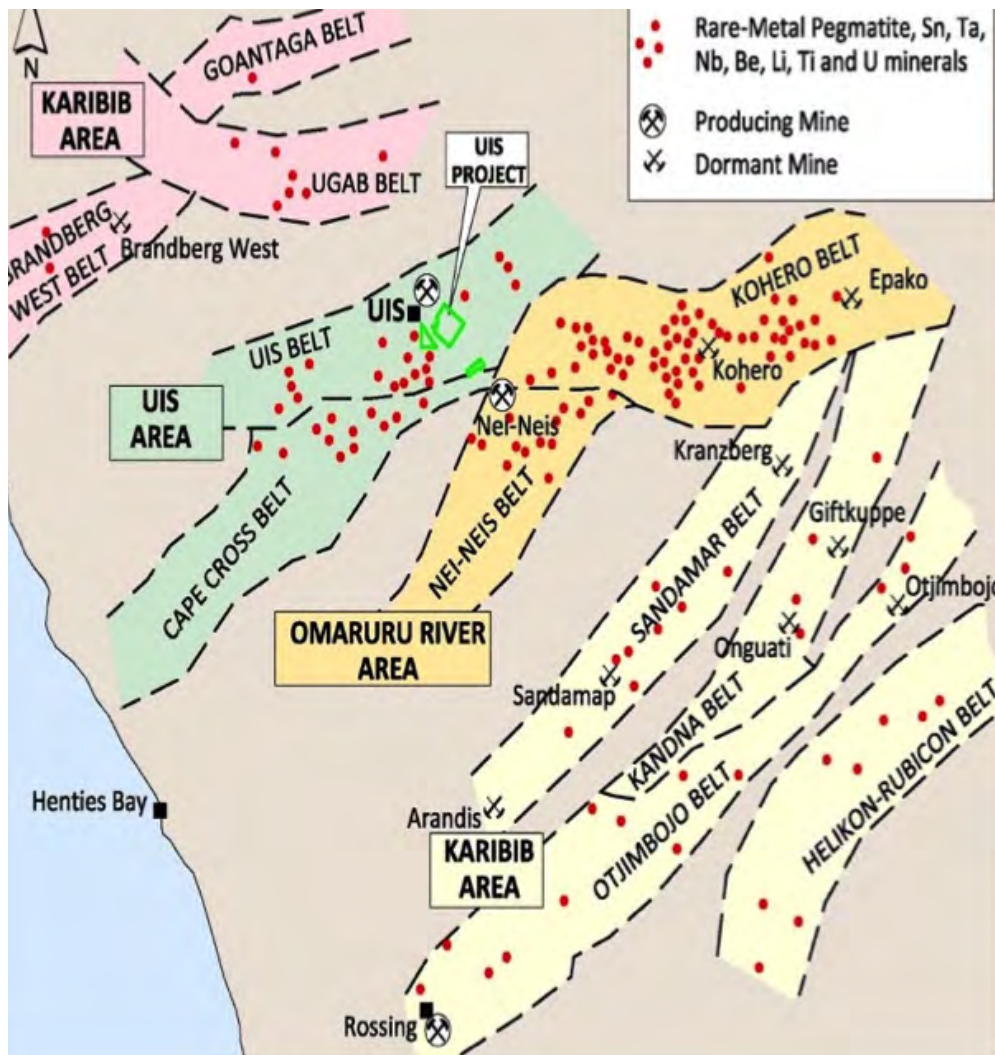 N
GOANTAGA BELT
KARIBIB
AREA
UGAB BELT
UIS
PROJECT
Rare-Metal Pegmatite, Sn, Ta,
Nb, Be, Li, Ti and U minerals
Producing Mine
Dormant Mine
BRANDBERG
WEST BELT
Brandberg West
UIS
UIS BELT
KOHERO BELT
Epako
Kohero
UIS
AREA
Nei-Neis
Kranzberg
CAPE CROSS BELT
NEI-NEIS BELT
SANDAMAR BELT
Giftkuppe
Otjimbojo
OMARURU RIVER
AREA
Onguati
Sandamap
KANDNA BELT
Henties Bay
Arandis
KARIBIB
AREA
OTJIMBOJO BELT
HELIKON-RUBICON BELT
Rossing